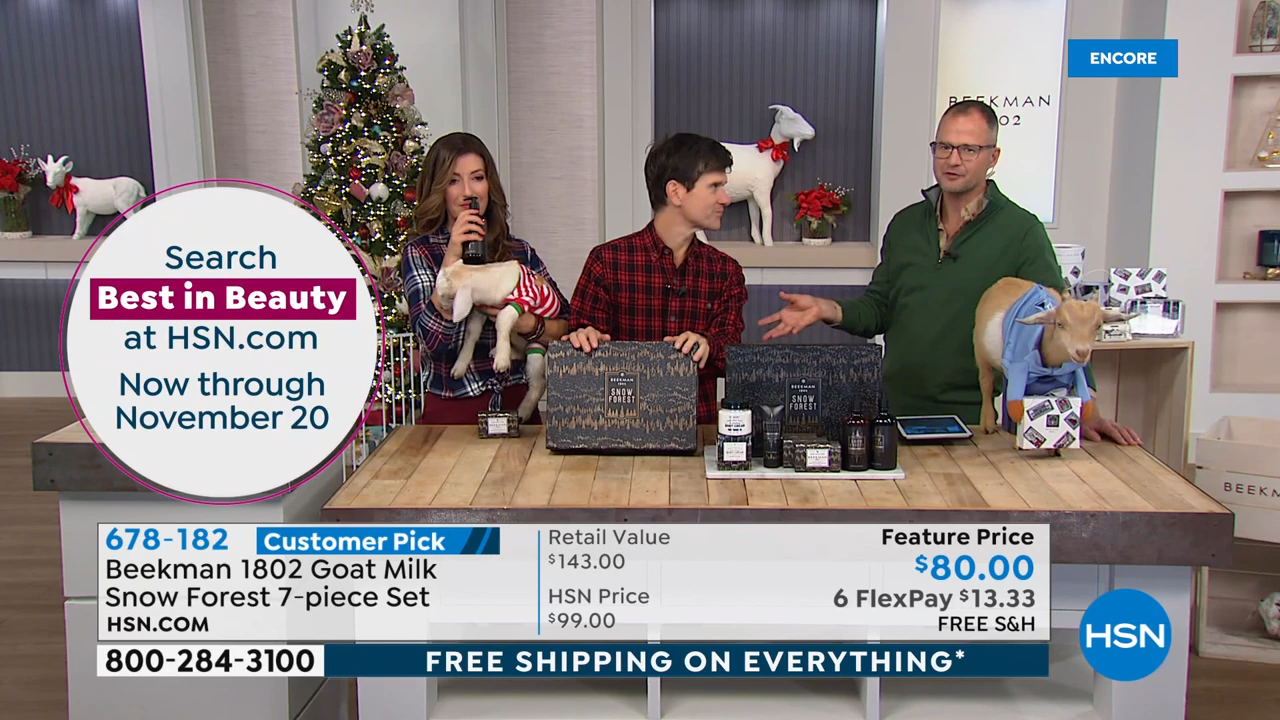 ENCORE
BEEKMAN
02
Search
Best in Beauty
at HSN.com
Now through
November 20
BEEKMAN
1802
SNOW
FOREST
BEEKMAN
1802
SNOW
FOREST
BEEKMAN
BEEKM
678-182
Customer Pick
Beekman 1802 Goat Milk
Snow Forest 7-piece Set
HSN.COM
Retail Value
$143.00
HSN Price
$99.00
Feature Price
$80.00
6 FlexPay $13.33
FREE S&H
HSN
800-284-3100
FREE SHIPPING ON EVERYTHING*